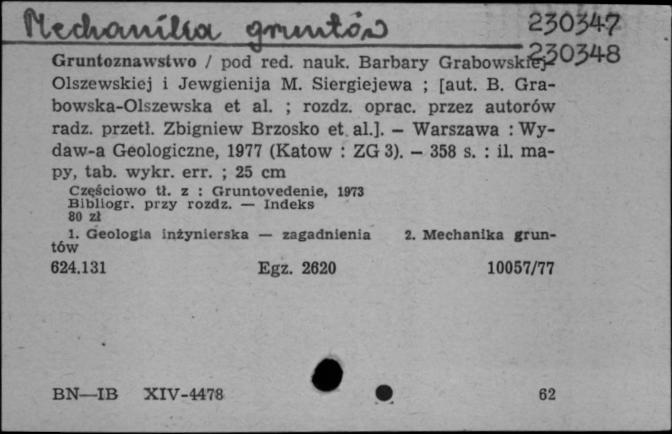 Mechanika gruntów 230347
230348
Gruntoznawstwo / pod red. nauk. Barbary Grabowskiej-
Olszewskiej i Jewgienija M. Siergiejewa ; [aut. B. Gra-
bowska-Olszewska et al. ; rozdz. oprac. przez autorów
radz. przetł. Zbigniew Brzosko et al.]. — Warszawa : Wy-
daw-a Geologiczne, 1977 (Katow : ZG 3). — 358 s. : il. ma-
py, tab. wykr. err. ; 25 cm
Częściowo tł. z : Gruntovedenie, 1973
Bibliogr. przy rozdz. — Indeks
80 zł
1. Geologia inżynierska — zagadnienia 2. Mechanika grun-
tów
624.131 Egz. 2620 10057/77
BN—IB XIV-4478 62